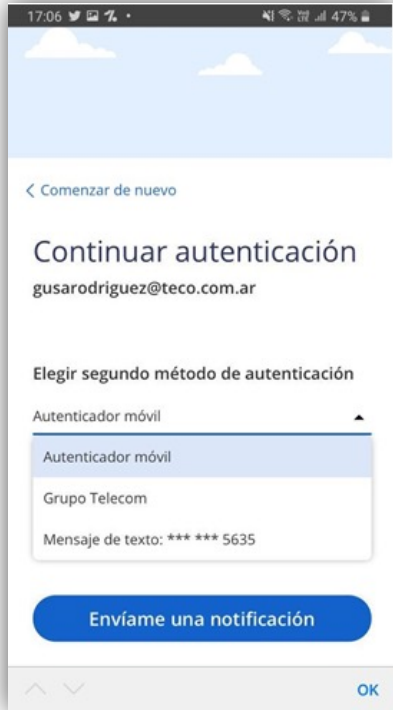 17:06 47%
Comenzar de nuevo
Continuar autenticación
gusarodriguez@teco.com.ar
Elegir segundo método de autenticación
Autenticador móvil
Autenticador móvil
Grupo Telecom
Mensaje de texto: *** *** 5635
Envíame una notificación
OK